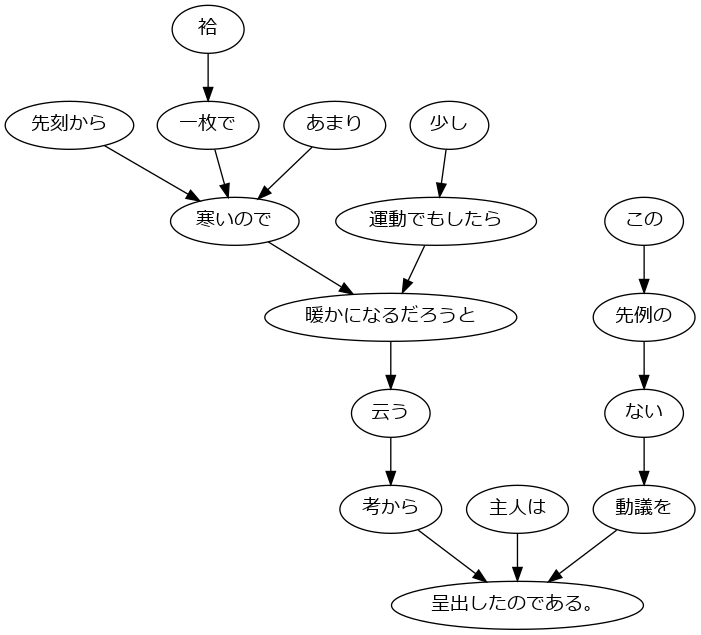 袷
先刻から
一枚で
あまり
少し
寒いので
運動でもしたら
この
暖かになるだろうと
先例の
云う
ない
考から
主人は
動議を
呈出したのである。